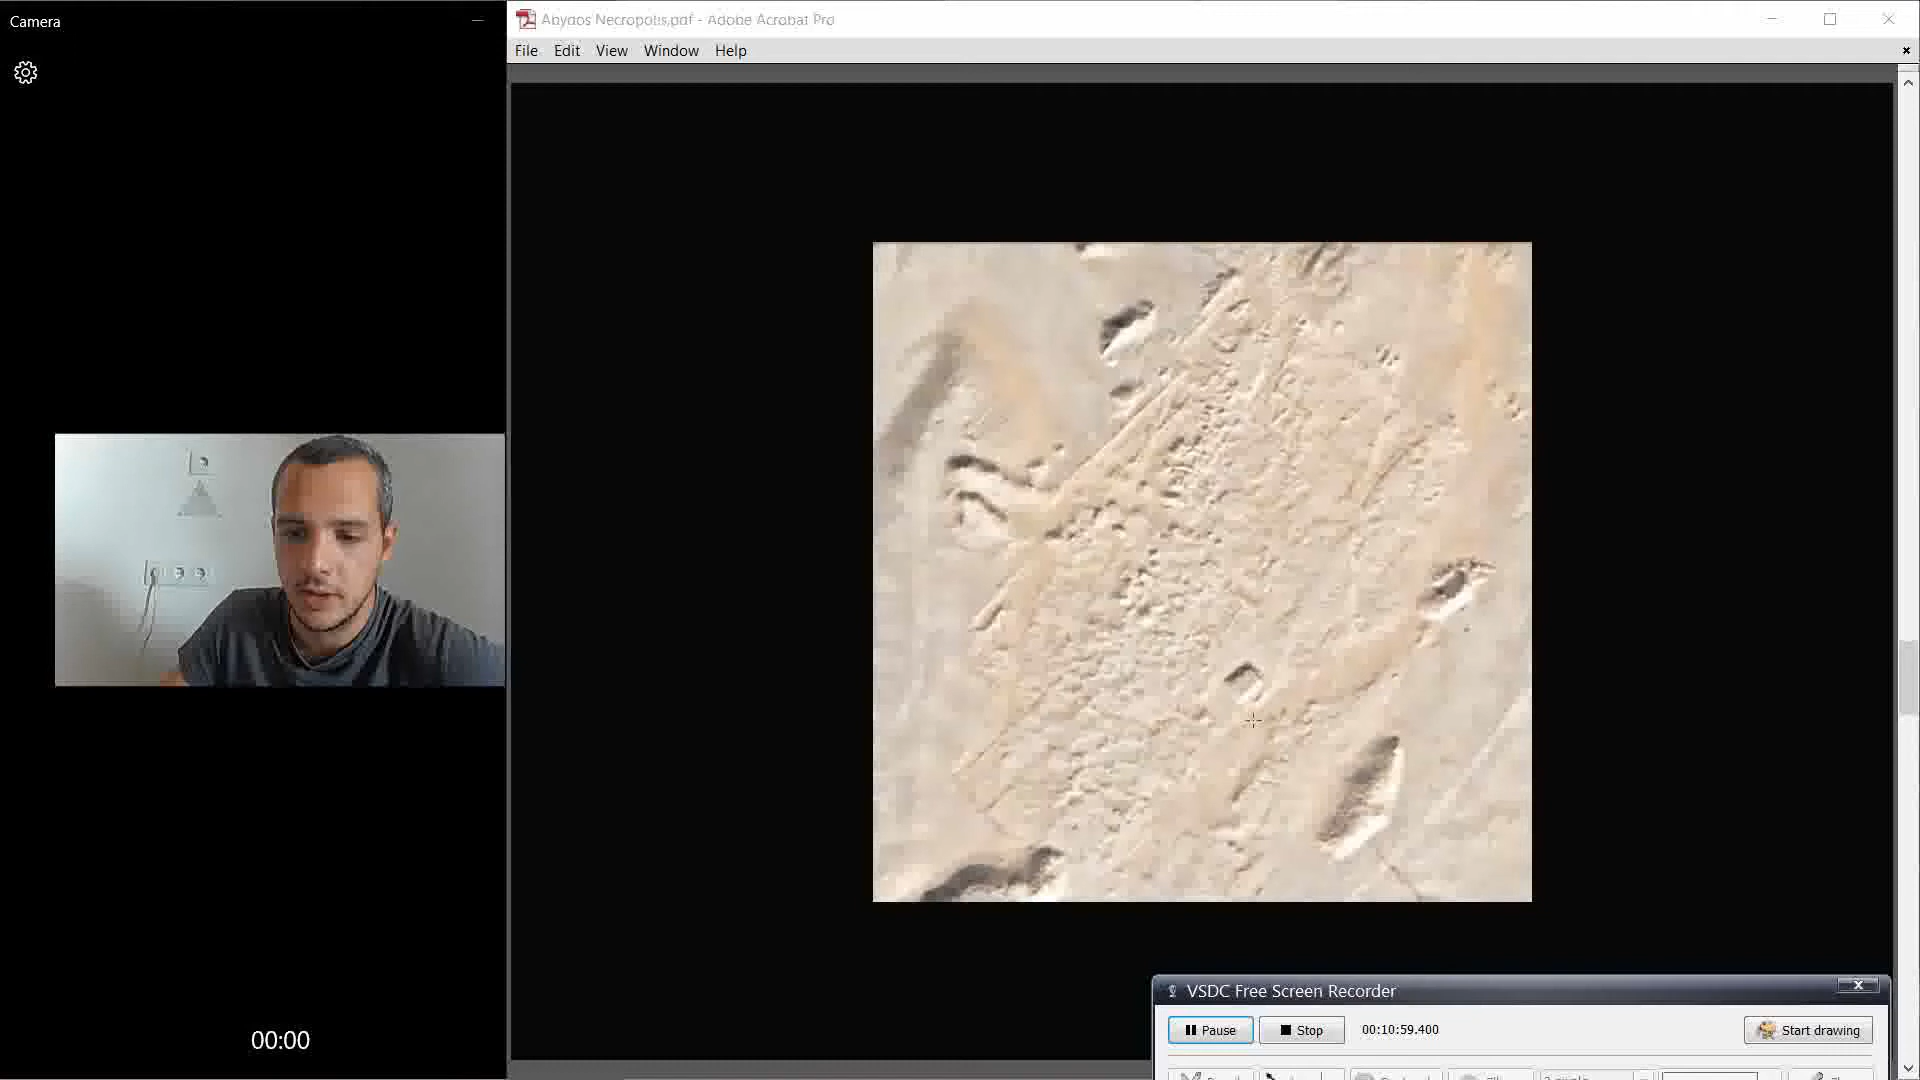 Camera
Abydos Necropolis.pdf - Adobe Acrobat Pro
File Edit View Window Help
00:00
VSDC Free Screen Recorder
Pause Stop 00:10:59.400 Start drawing